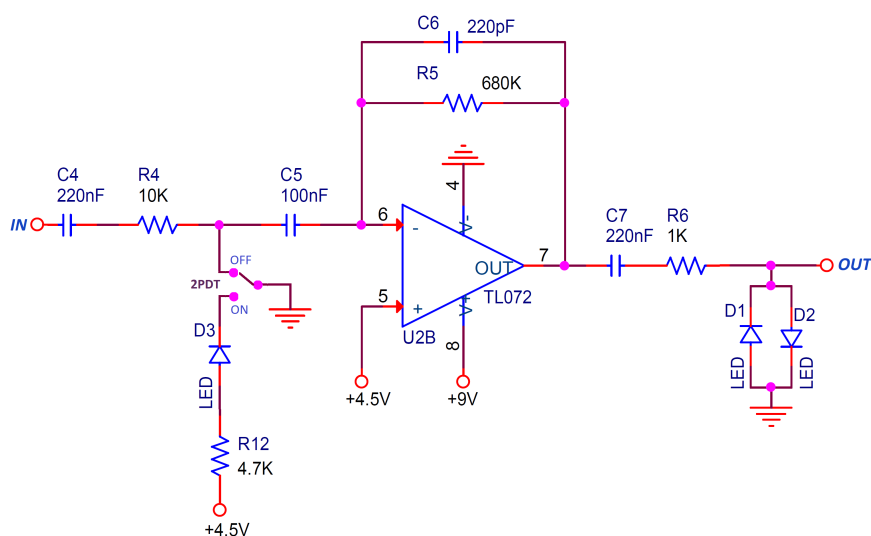 C6
220pF
R5
680K
C4
220nF
R4
10K
C5
100nF
4
V-
IN
6
-
C7
220nF
R6
1K
7
OUT
OUT
OFF
2PDT
ON
5
+
V+
TL072
U2B
8
D3
LED
D1
LED
D2
LED
+4.5V
+9V
R12
4.7K
+4.5V